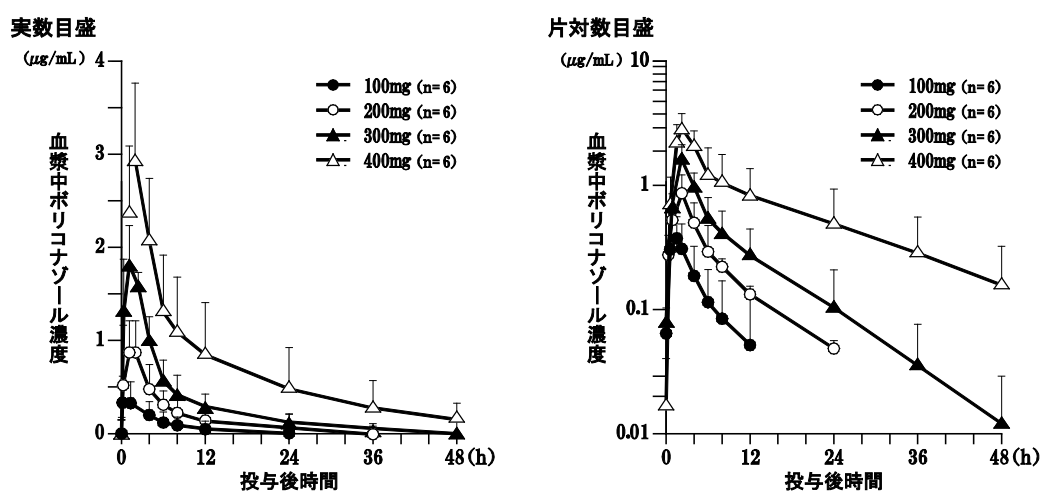 実数目盛
(μg/mL)
4
3
2
1
0
血漿中ボリコナゾール濃度
100mg (n=6)
200mg (n=6)
300mg (n=6)
400mg (n=6)
0 12 24 36 48(h)
投与後時間
片対数目盛
(μg/mL)
10
1
0.1
0.01
血漿中ボリコナゾール濃度
100mg (n=6)
200mg (n=6)
300mg (n=6)
400mg (n=6)
0 12 24 36 48(h)
投与後時間